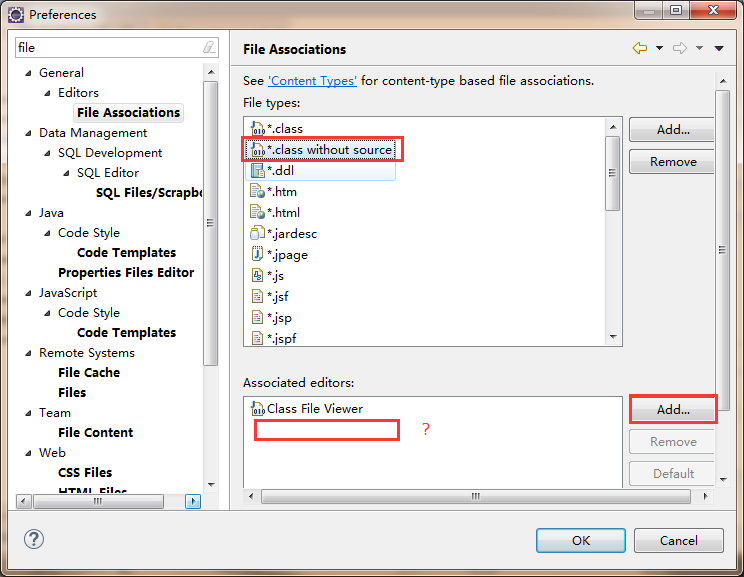 Preferences
file
General
Editors
File Associations
Data Management
SQL Development
SQL Editor
SQL Files/Scrapbo
Java
Code Style
Code Templates
Properties Files Editor
JavaScript
Code Style
Code Templates
Remote Systems
File Cache
Files
Team
File Content
Web
CSS Files
HTML Files
File Associations
See 'Content Types' for content-type based file associations.
File types:
*.class
*.class without source
*.ddl
*.htm
*.html
*.jardesc
*.jpage
*.js
*.jsf
*.jsp
*.jspf
Add...
Remove
Associated editors:
Class File Viewer
?
Add...
Remove
Default
OK
Cancel